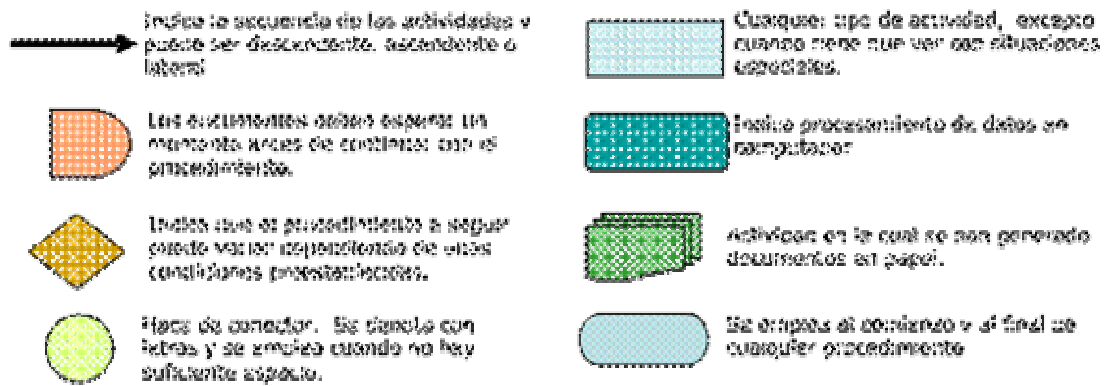 Indica la secuencia de las actividades y
puede ser descendente, ascendente o
lateral
Los documentos deben esperar un
momento antes de continuar con el
procedimiento.
Indica que el procedimiento a seguir
puede variar dependiendo de unas
condiciones preestablecidas.
Hace de conector. Se denota con
letras y se emplea cuando no hay
suficiente espacio.
Cualquier tipo de actividad, excepto
cuando tiene que ver con situaciones
especiales.
Indica procesamiento de datos en
computador
Actividad en la cual se han generado
documentos en papel.
Se emplea al comienzo y al final de
cualquier procedimiento